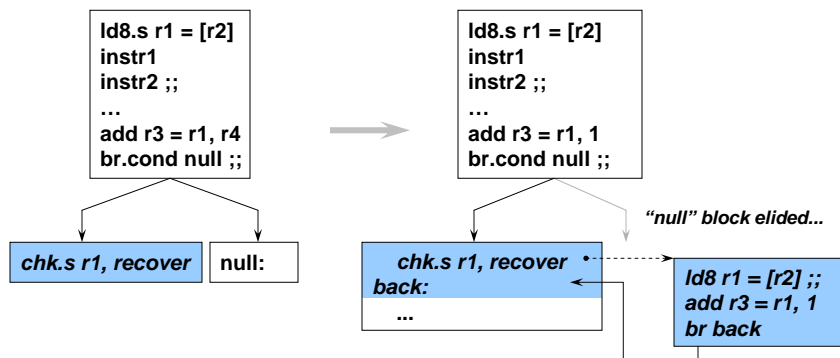 ld8.s r1 = [r2]
instr1
instr2 ;;
…
add r3 = r1, r4
br.cond null ;;
chk.s r1, recover
null:
ld8.s r1 = [r2]
instr1
instr2 ;;
…
add r3 = r1, 1
br.cond null ;;
“null” block elided...
chk.s r1, recover
back:
...
ld8 r1 = [r2] ;;
add r3 = r1, 1
br back